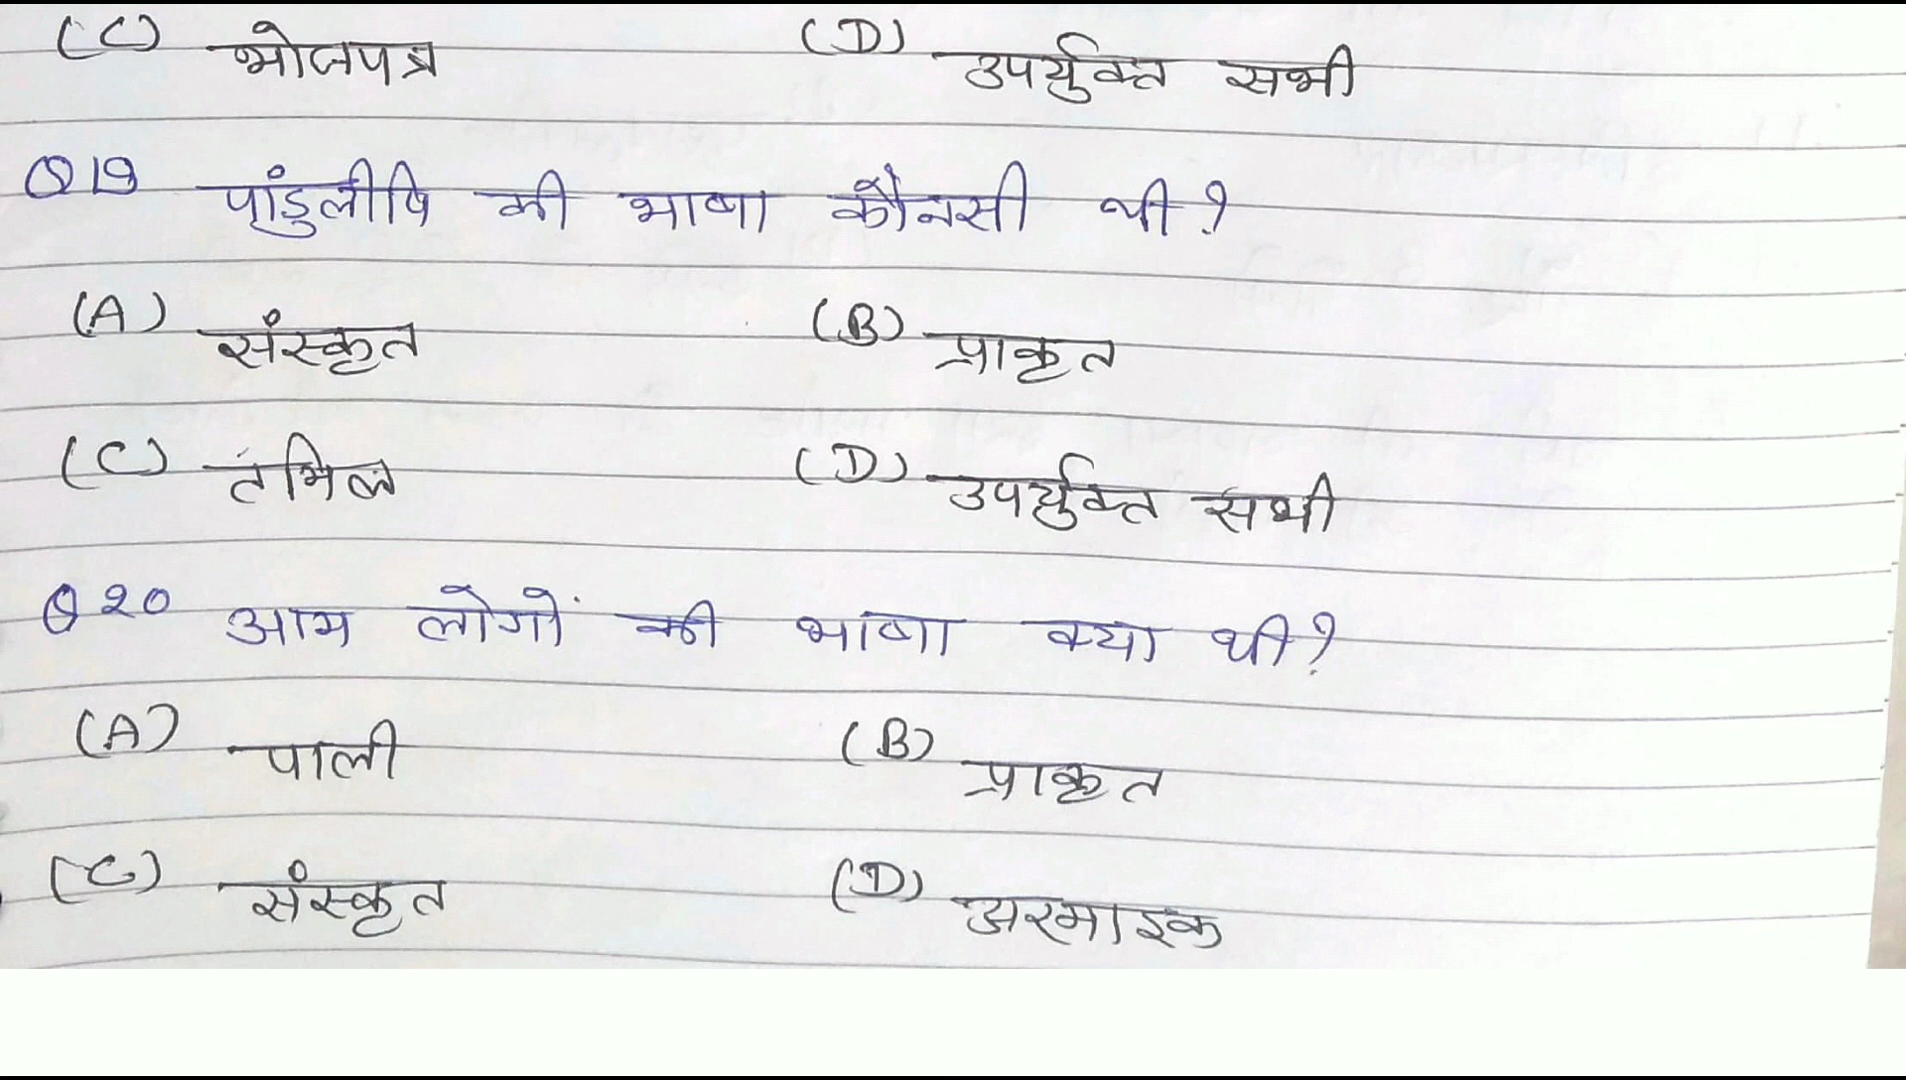 (C) भोजपत्र (D) उपर्युक्त सभी
Q19 पांडुलीपि की भाषा कौनसी थी?
(A) संस्कृत (B) प्राकृत
(C) तमिल (D) उपर्युक्त सभी
Q20 आम लोगों की भाषा क्या थी?
(A) पाली (B) प्राकृत
(C) संस्कृत (D) अरमाइक